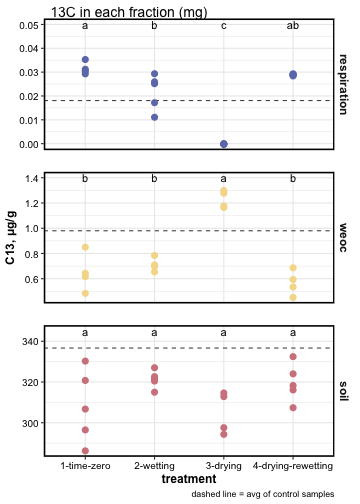 13C in each fraction (mg)
a b c ab
0.05
0.04
0.03
0.02
0.01
0.00
respiration
b b a b
1.4
1.2
1.0
0.8
0.6
weoc
C13, μg/g
a a a a
340
320
300
soil
1-time-zero 2-wetting 3-drying 4-drying-rewetting
treatment
dashed line = avg of control samples